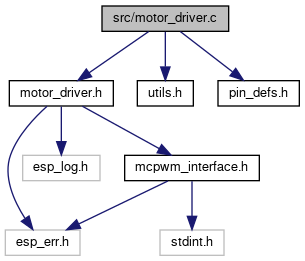 src/motor_driver.c
motor_driver.h
utils.h
pin_defs.h
esp_log.h
mcpwm_interface.h
esp_err.h
stdint.h